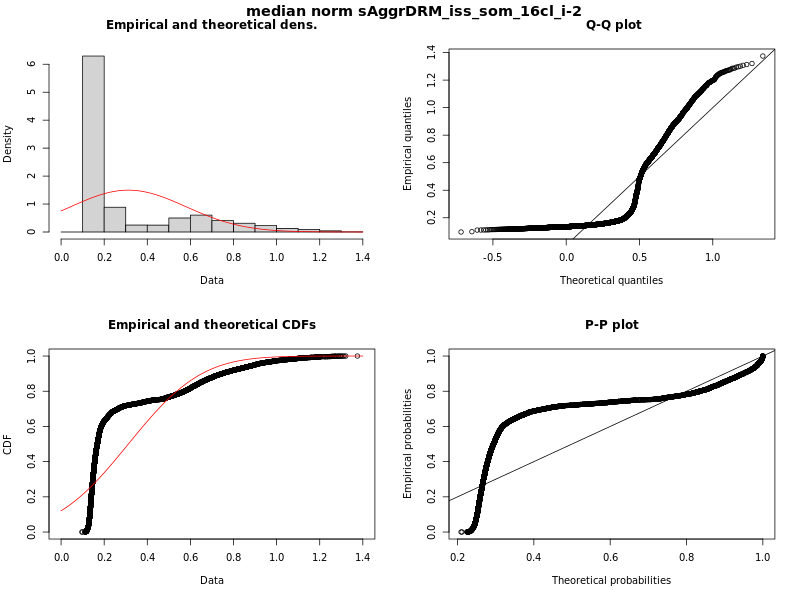 median norm sAggrDRM_iss_som_16cl_i-2
Empirical and theoretical dens.
Density
0 1 2 3 4 5 6
0.0 0.2 0.4 0.6 0.8 1.0 1.2 1.4
Data
Q-Q plot
Empirical quantiles
0.2 0.4 0.6 0.8 1.0 1.2 1.4
-0.5 0.0 0.5 1.0
Theoretical quantiles
Empirical and theoretical CDFs
CDF
0.0 0.2 0.4 0.6 0.8 1.0
0.0 0.2 0.4 0.6 0.8 1.0 1.2 1.4
Data
P-P plot
Empirical probabilities
0.0 0.2 0.4 0.6 0.8 1.0
0.2 0.4 0.6 0.8 1.0
Theoretical probabilities